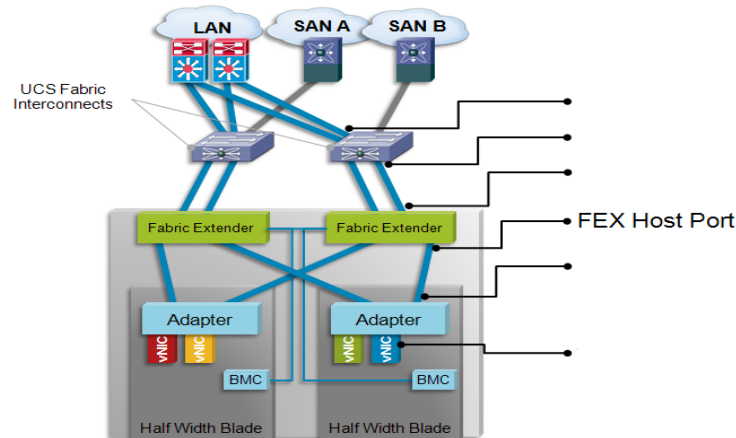 LAN
SAN A
SAN B
UCS Fabric
Interconnects
Fabric Extender
Fabric Extender
FEX Host Port
Adapter
Adapter
vNIC
vNIC
vNIC
vNIC
BMC
BMC
Half Width Blade
Half Width Blade